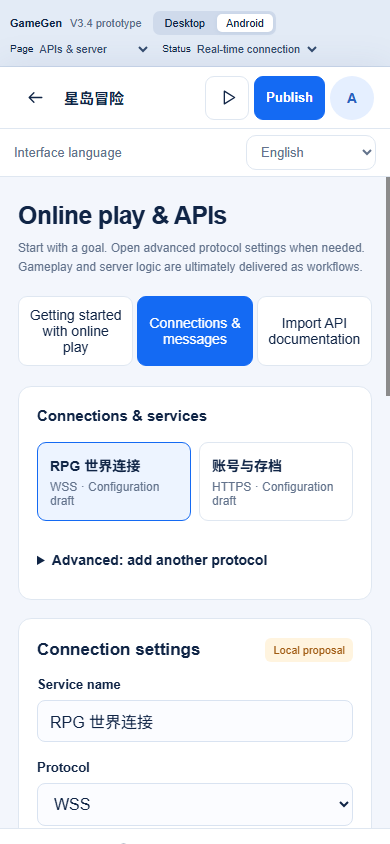 GameGen V3.4 prototype Desktop Android
Page APIs & server Status Real-time connection
星岛冒险 Publish A
Interface language English
Online play & APIs
Start with a goal. Open advanced protocol settings when needed.
Gameplay and server logic are ultimately delivered as workflows.
Getting started
with online
play
Connections &
messages
Import API
documentation
Connections & services
RPG 世界连接
WSS · Configuration
draft
账号与存档
HTTPS · Configuration
draft
Advanced: add another protocol
Connection settings Local proposal
Service name
RPG 世界连接
Protocol
WSS